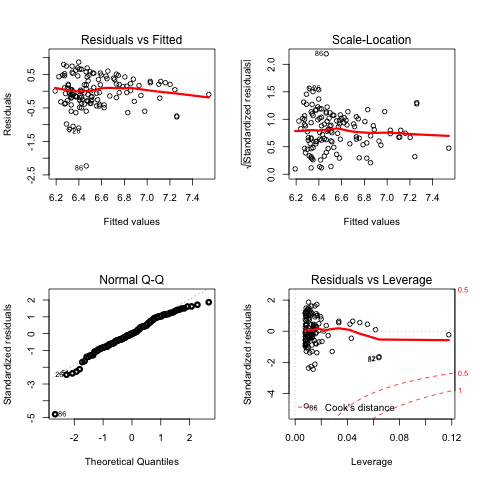 Residuals vs Fitted
Residuals
0.5
-0.5
-1.5
-2.5
86
6.2 6.4 6.6 6.8 7.0 7.2 7.4
Fitted values
Scale-Location
√|Standardized residuals|
2.0
1.5
1.0
0.5
0.0
86
6.2 6.4 6.6 6.8 7.0 7.2 7.4
Fitted values
Normal Q-Q
Standardized residuals
2
1
0
-1
-3
-5
86
-2 -1 0 1 2
Theoretical Quantiles
Residuals vs Leverage
Standardized residuals
2
0
-2
-4
0.5
0.5
1
82
86
Cook's distance
0.00 0.04 0.08 0.12
Leverage